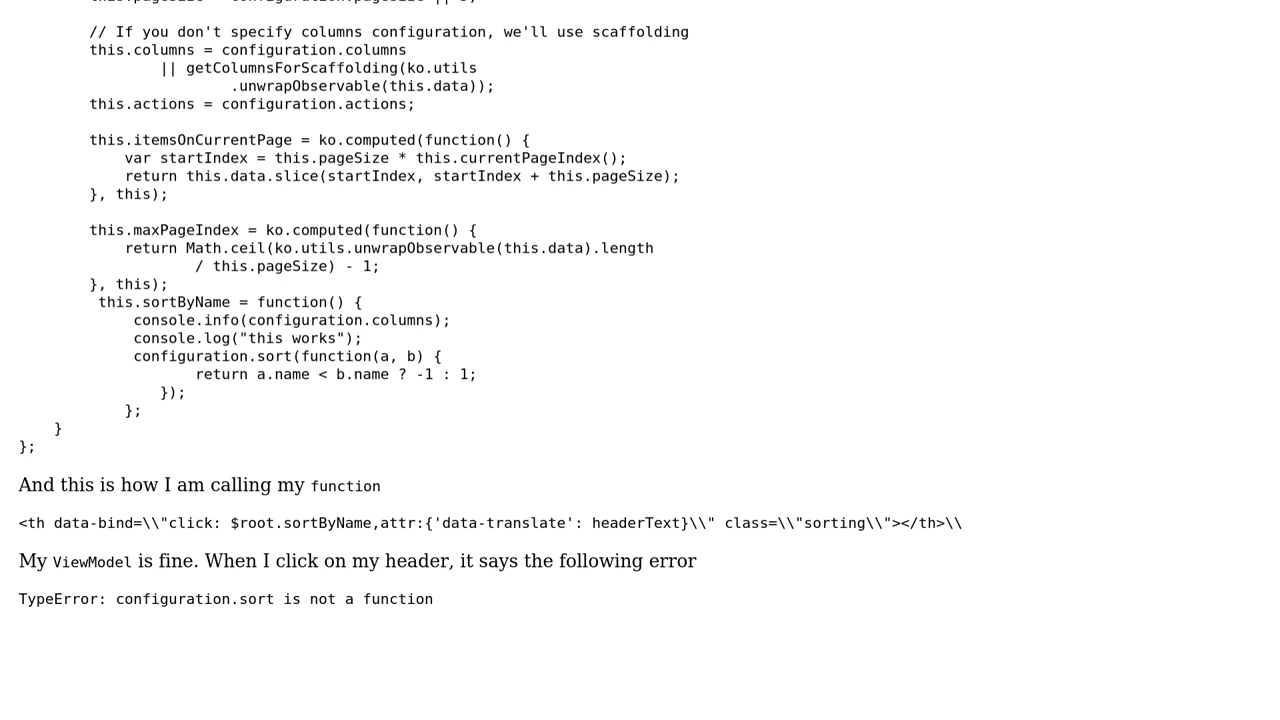 this.pageSize = configuration.pageSize || 5;
// If you don't specify columns configuration, we'll use scaffolding
this.columns = configuration.columns
|| getColumnsForScaffolding(ko.utils
.unwrapObservable(this.data));
this.actions = configuration.actions;
this.itemsOnCurrentPage = ko.computed(function() {
var startIndex = this.pageSize * this.currentPageIndex();
return this.data.slice(startIndex, startIndex + this.pageSize);
}, this);
this.maxPageIndex = ko.computed(function() {
return Math.ceil(ko.utils.unwrapObservable(this.data).length
/ this.pageSize) - 1;
}, this);
this.sortByName = function() {
console.info(configuration.columns);
console.log("this works");
configuration.sort(function(a, b) {
return a.name < b.name ? -1 : 1;
});
};
}
};
And this is how I am calling my function
<th data-bind=\\"click: $root.sortByName,attr:{'data-translate': headerText}\\" class=\\"sorting\\"></th>\\
My ViewModel is fine. When I click on my header, it says the following error
TypeError: configuration.sort is not a function